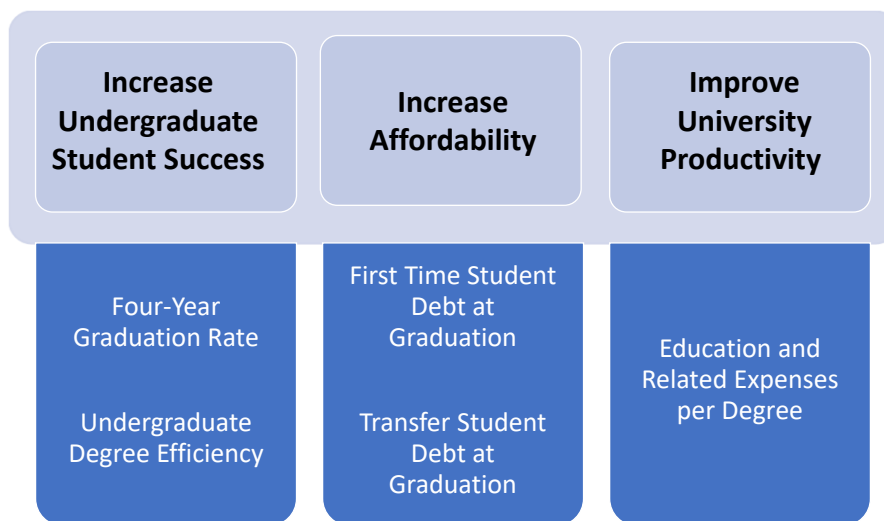 Increase
Undergraduate
Student Success
Increase
Affordability
Improve
University
Productivity
Four-Year
Graduation Rate
Undergraduate
Degree Efficiency
First Time Student
Debt at
Graduation
Transfer Student
Debt at
Graduation
Education and
Related Expenses
per Degree